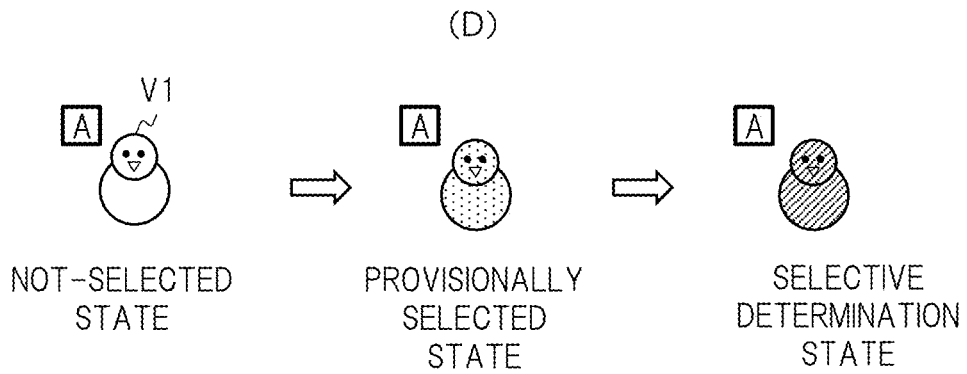 (D)
V1
A
A
A
NOT-SELECTED
STATE
PROVISIONALLY
SELECTED
STATE
SELECTIVE
DETERMINATION
STATE